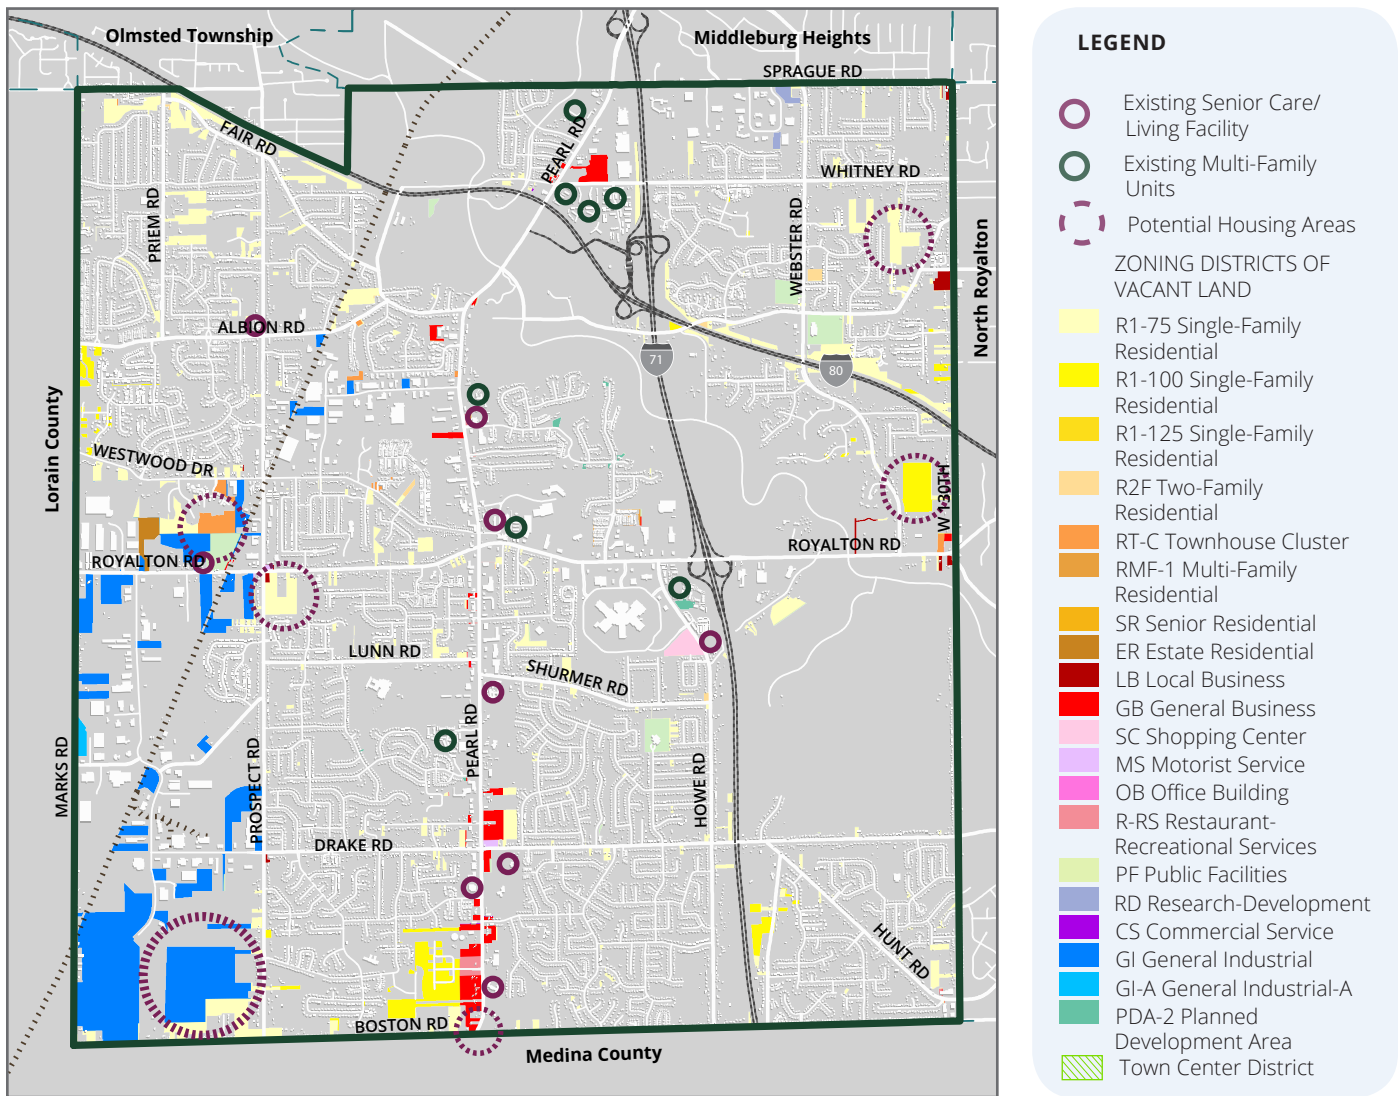 Olmsted Township
Middleburg Heights
SPRAGUE RD
FAIR RD
PEARL RD
WHITNEY RD
PRIEM RD
WEBSTER RD
North Royalton
ALBION RD
71
80
Lorain County
WESTWOOD DR
W 130TH
ROYALTON RD
ROYALTON RD
LUNN RD
SHURMER RD
PEARL RD
MARKS RD
PROSPECT RD
HOWE RD
DRAKE RD
HUNT RD
BOSTON RD
Medina County
LEGEND
Existing Senior Care/
Living Facility
Existing Multi-Family
Units
Potential Housing Areas
ZONING DISTRICTS OF
VACANT LAND
R1-75 Single-Family
Residential
R1-100 Single-Family
Residential
R1-125 Single-Family
Residential
R2F Two-Family
Residential
RT-C Townhouse Cluster
RMF-1 Multi-Family
Residential
SR Senior Residential
ER Estate Residential
LB Local Business
GB General Business
SC Shopping Center
MS Motorist Service
OB Office Building
R-RS Restaurant-
Recreational Services
PF Public Facilities
RD Research-Development
CS Commercial Service
GI General Industrial
GI-A General Industrial-A
PDA-2 Planned
Development Area
Town Center District